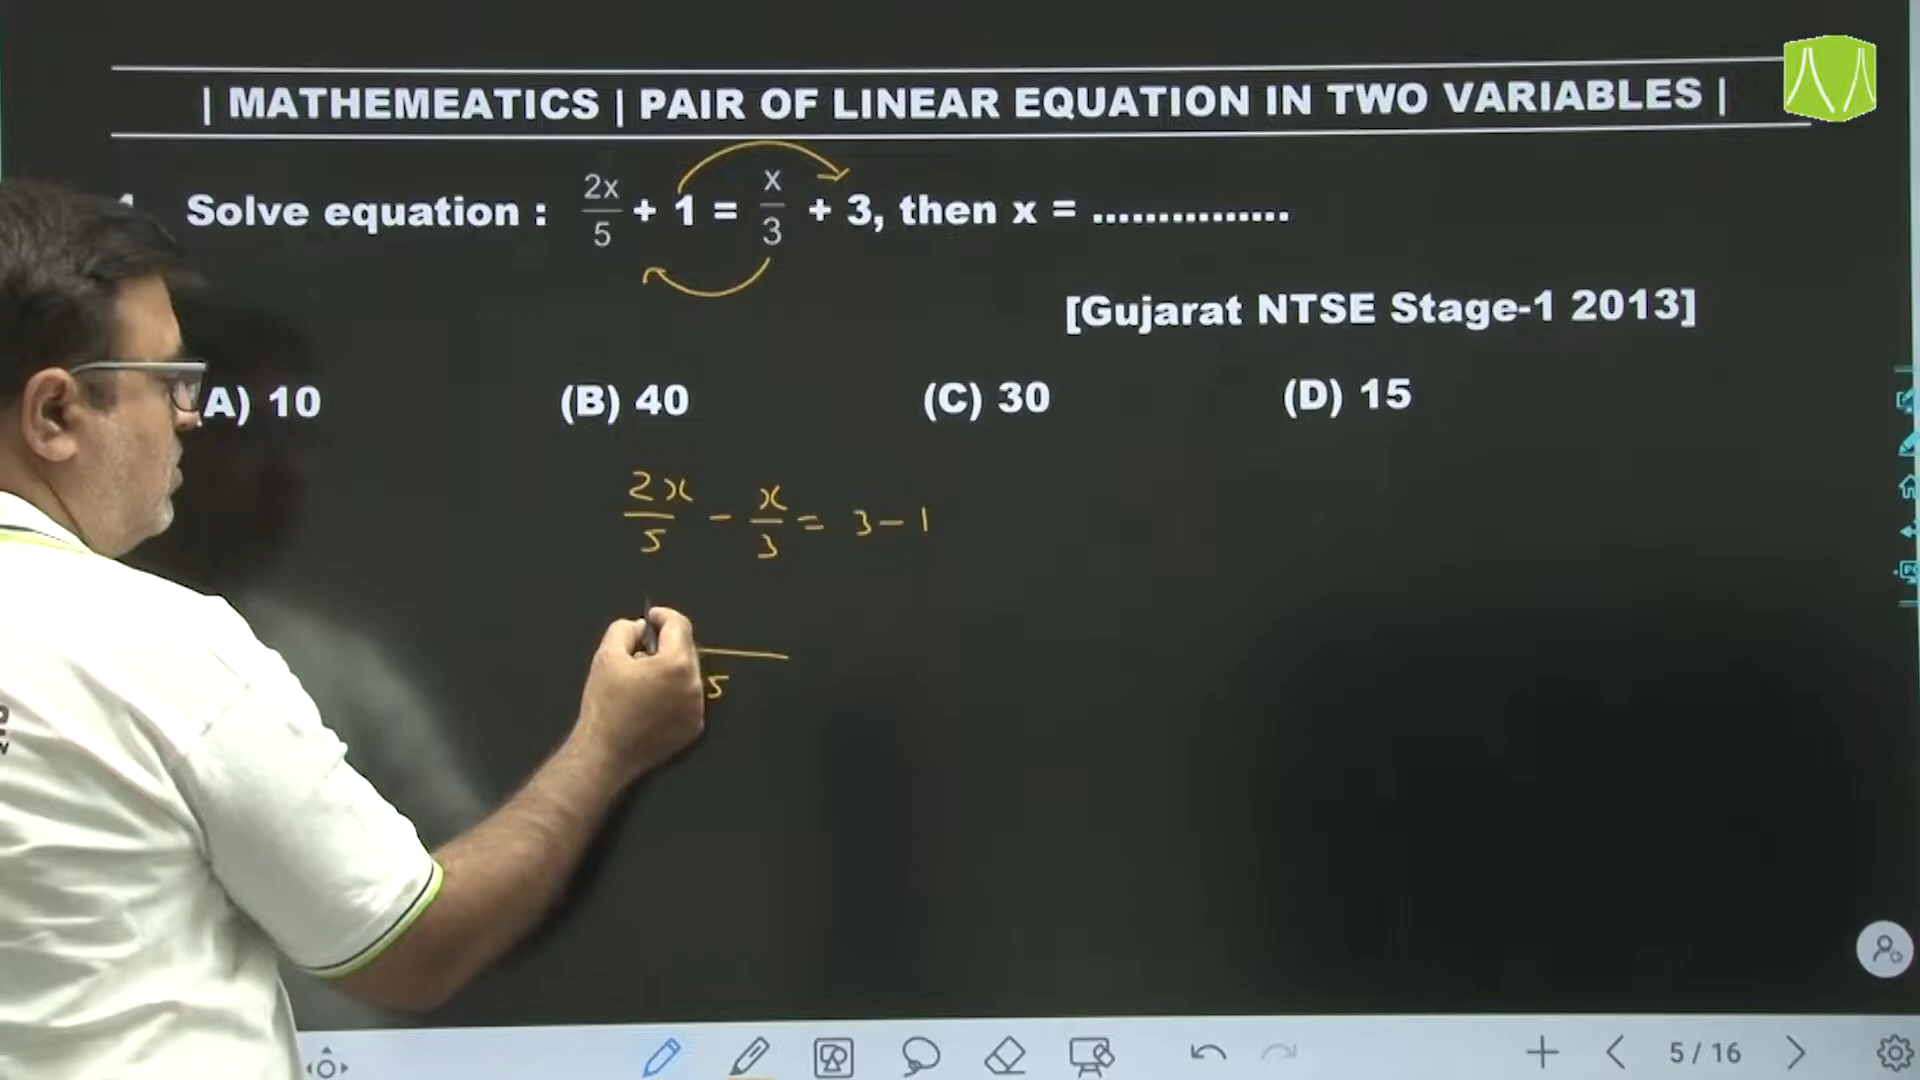 | MATHEMEATICS | PAIR OF LINEAR EQUATION IN TWO VARIABLES |
Solve equation : 2x/5 + 1 = x/3 + 3, then x = ...............
[Gujarat NTSE Stage-1 2013]
A) 10 (B) 40 (C) 30 (D) 15
2x/5 - x/3 = 3 - 1
5
5 / 16